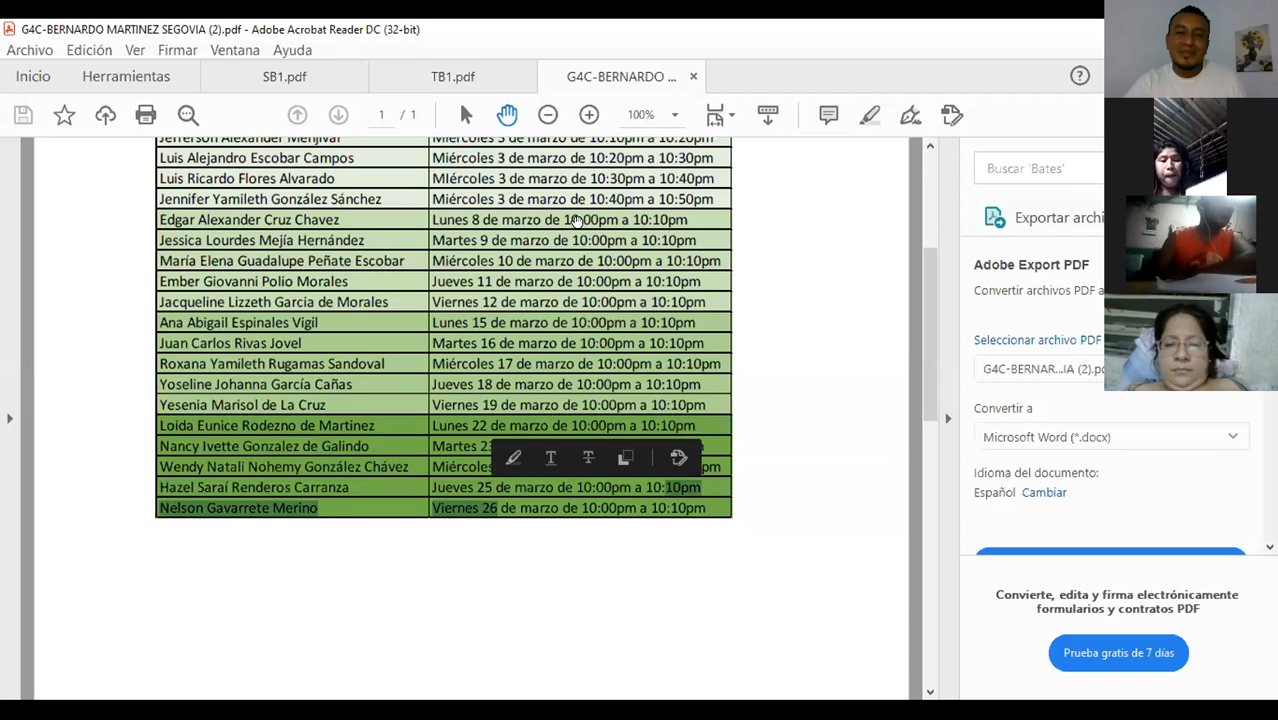 G4C-BERNARDO MARTINEZ SEGOVIA (2).pdf - Adobe Acrobat Reader DC (32-bit)
Archivo Edición Ver Firmar Ventana Ayuda
Inicio Herramientas SB1.pdf TB1.pdf G4C-BERNARDO ... ×
1 / 1 100%
Jefferson Alexander Menjivar Miércoles 3 de marzo de 10:10pm a 10:20pm
Luis Alejandro Escobar Campos Miércoles 3 de marzo de 10:20pm a 10:30pm
Luis Ricardo Flores Alvarado Miércoles 3 de marzo de 10:30pm a 10:40pm
Jennifer Yamileth González Sánchez Miércoles 3 de marzo de 10:40pm a 10:50pm
Edgar Alexander Cruz Chavez Lunes 8 de marzo de 10:00pm a 10:10pm
Jessica Lourdes Mejía Hernández Martes 9 de marzo de 10:00pm a 10:10pm
María Elena Guadalupe Peñate Escobar Miércoles 10 de marzo de 10:00pm a 10:10pm
Ember Giovanni Polio Morales Jueves 11 de marzo de 10:00pm a 10:10pm
Jacqueline Lizzeth Garcia de Morales Viernes 12 de marzo de 10:00pm a 10:10pm
Ana Abigail Espinales Vigil Lunes 15 de marzo de 10:00pm a 10:10pm
Juan Carlos Rivas Jovel Martes 16 de marzo de 10:00pm a 10:10pm
Roxana Yamileth Rugamas Sandoval Miércoles 17 de marzo de 10:00pm a 10:10pm
Yoseline Johanna García Cañas Jueves 18 de marzo de 10:00pm a 10:10pm
Yesenia Marisol de La Cruz Viernes 19 de marzo de 10:00pm a 10:10pm
Loida Eunice Rodezno de Martinez Lunes 22 de marzo de 10:00pm a 10:10pm
Nancy Ivette Gonzalez de Galindo Martes
Wendy Natali Nohemy González Chávez Miércoles pm
Hazel Saraí Renderos Carranza Jueves 25 de marzo de 10:00pm a 10:10pm
Nelson Gavarrete Merino Viernes 26 de marzo de 10:00pm a 10:10pm
Buscar 'Bates'
Exportar archi
Adobe Export PDF
Convertir archivos PDF a
Seleccionar archivo PDF
G4C-BERNAR...IA (2).pd
Convertir a
Microsoft Word (*.docx)
Idioma del documento:
Español Cambiar
Convierte, edita y firma electrónicamente
formularios y contratos PDF
Prueba gratis de 7 días